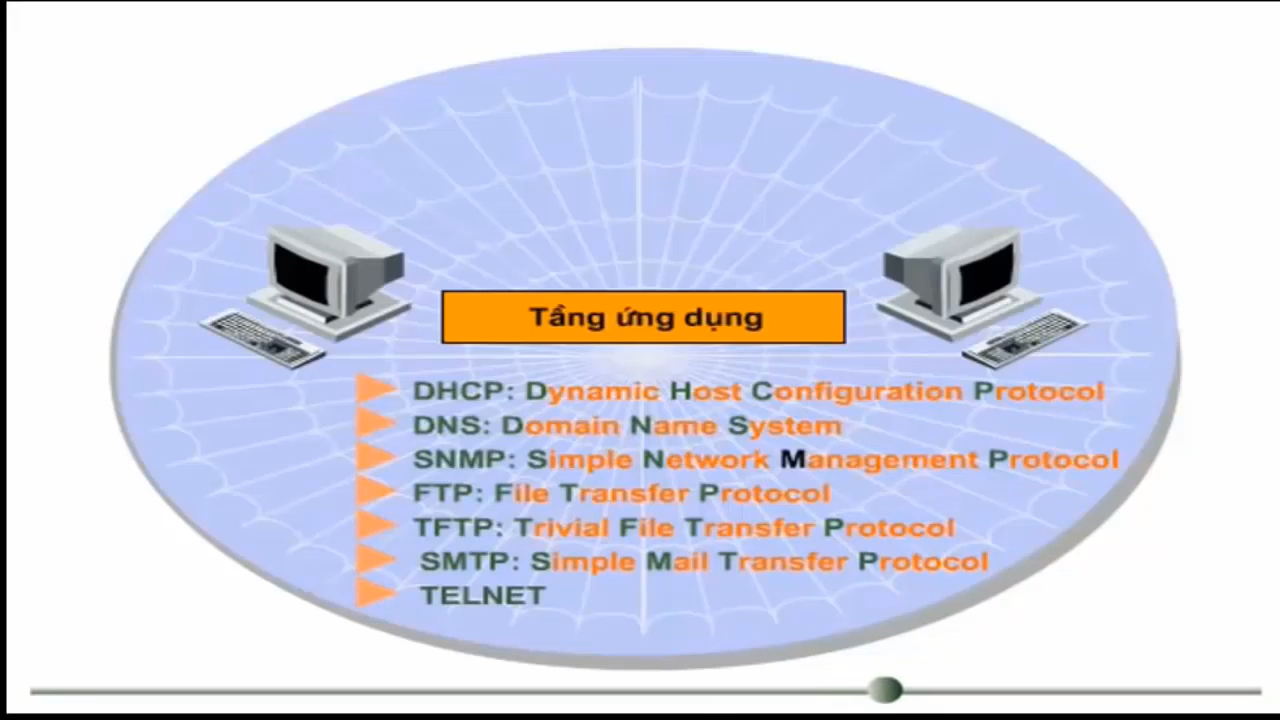 Tầng ứng dụng
DHCP: Dynamic Host Configuration Protocol
DNS: Domain Name System
SNMP: Simple Network Management Protocol
FTP: File Transfer Protocol
TFTP: Trivial File Transfer Protocol
SMTP: Simple Mail Transfer Protocol
TELNET